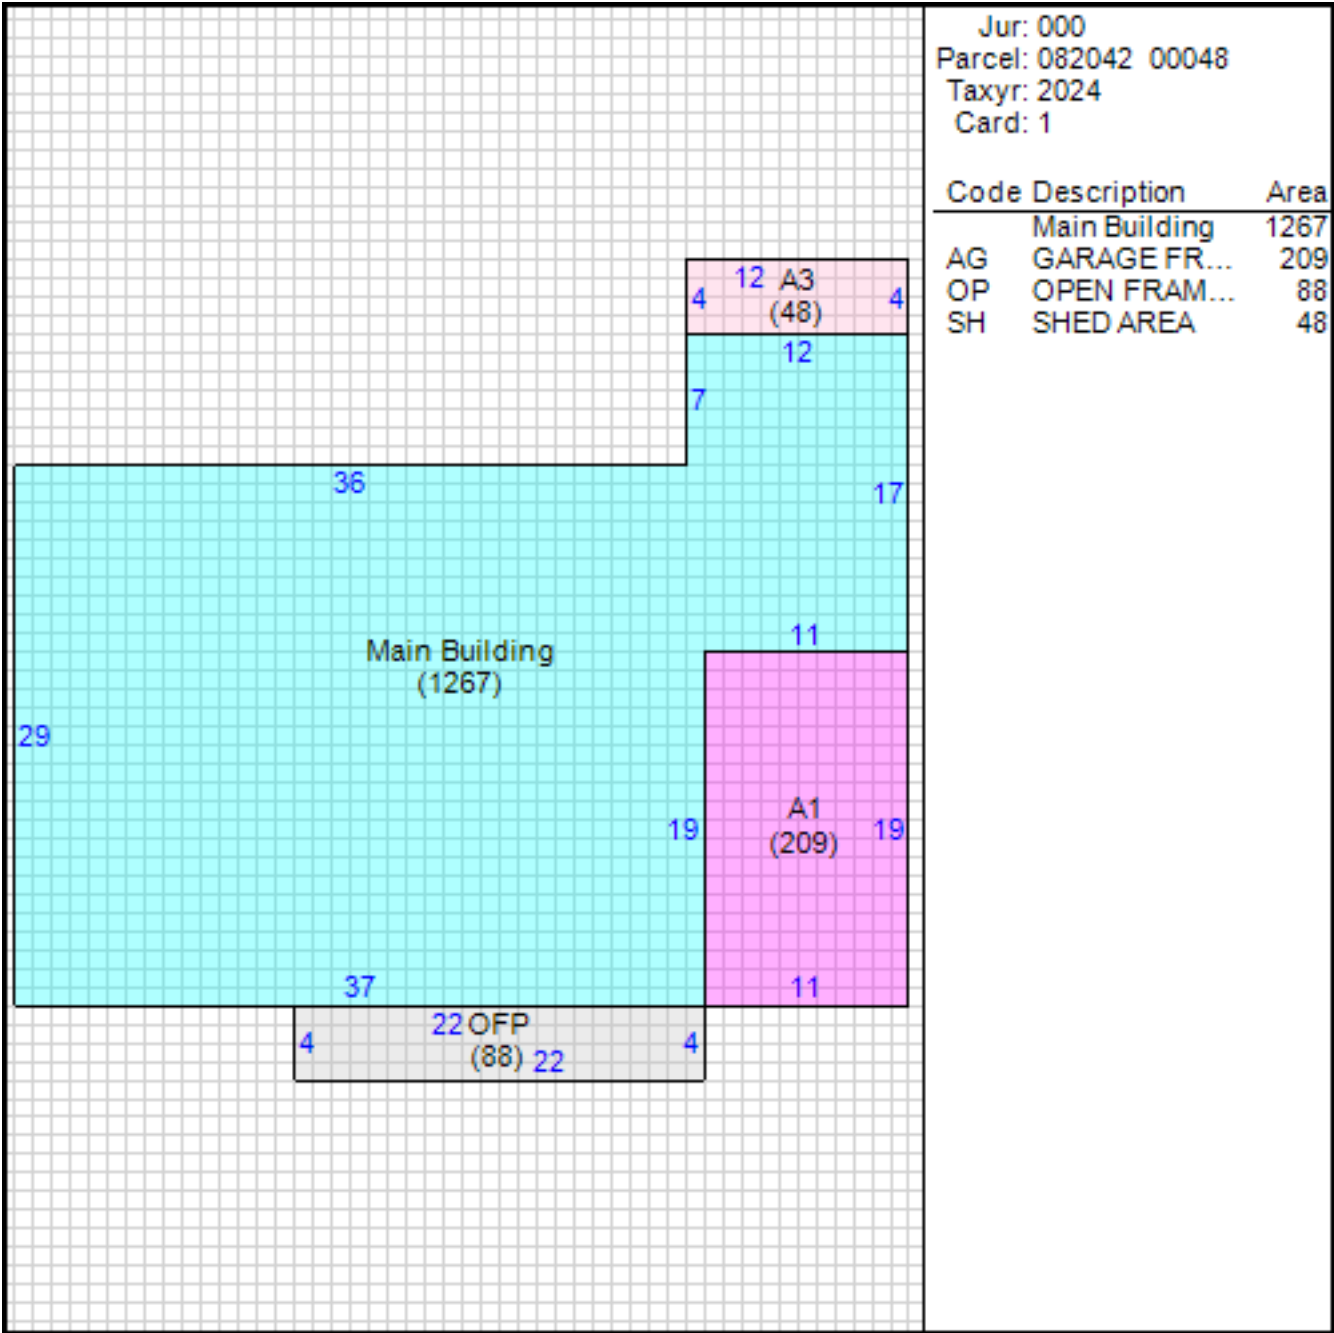 Jur: 000
Parcel: 082042 00048
Taxyr: 2024
Card: 1
Code Description Area
Main Building 1267
AG GARAGE FR... 209
OP OPEN FRAM... 88
SH SHED AREA 48
12 A3
4 (48) 4
12
7
36
17
11
Main Building
(1267)
29
A1
19 (209) 19
37 11
22 OFP
4 (88) 22 4